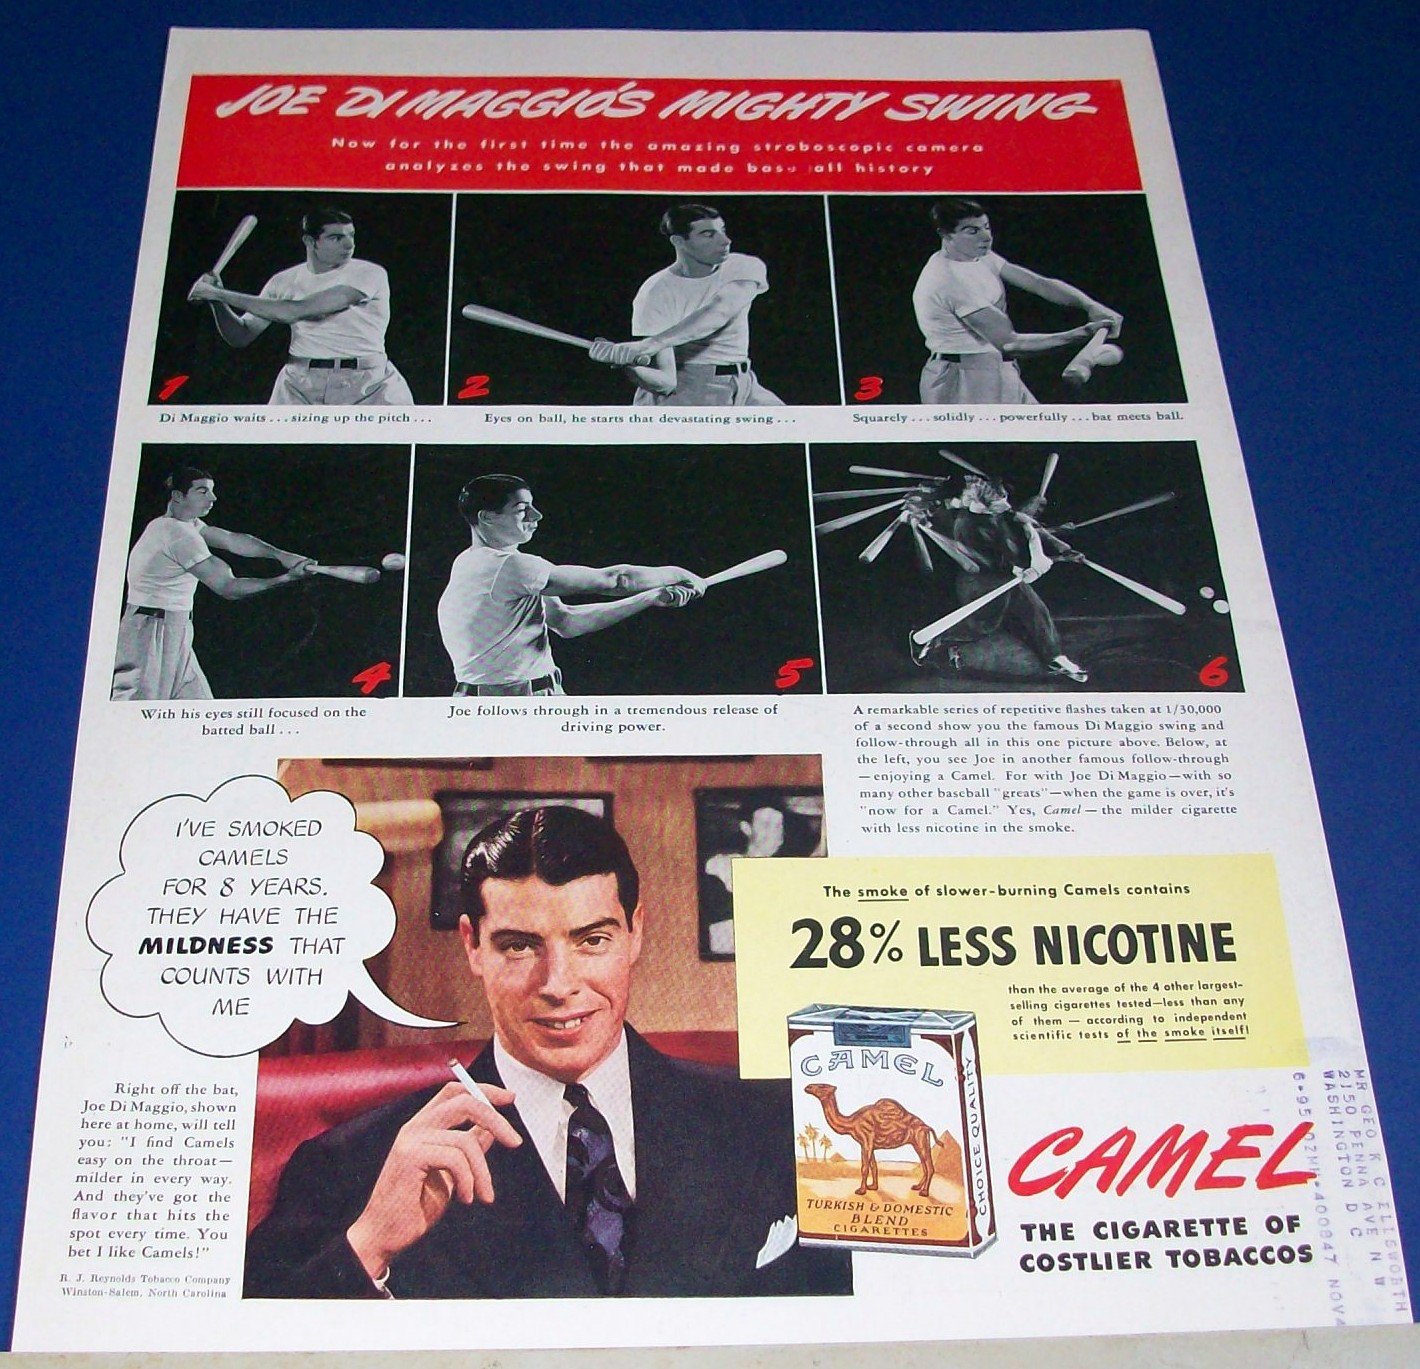 JOE DI MAGGIO'S MIGHTY SWING
Now for the first time the amazing stroboscopic camera
analyzes the swing that made baseball history
1
2
3
Di Maggio waits . . . sizing up the pitch . . .
Eyes on ball, he starts that devastating swing . . .
Squarely . . . solidly . . . powerfully . . . bat meets ball.
4
5
6
With his eyes still focused on the
batted ball . . .
Joe follows through in a tremendous release of
driving power.
A remarkable series of repetitive flashes taken at 1/30,000
of a second show you the famous Di Maggio swing and
follow-through all in this one picture above. Below, at
the left, you see Joe in another famous follow-through
—enjoying a Camel. For with Joe Di Maggio—with so
many other baseball "greats"—when the game is over, it's
"now for a Camel." Yes, Camel — the milder cigarette
with less nicotine in the smoke.
I'VE SMOKED
CAMELS
FOR 8 YEARS.
THEY HAVE THE
MILDNESS THAT
COUNTS WITH
ME
The smoke of slower-burning Camels contains
28% LESS NICOTINE
than the average of the 4 other largest-
selling cigarettes tested—less than any
of them — according to independent
scientific tests of the smoke itself!
CAMEL
TURKISH & DOMESTIC
BLEND
CIGARETTES
CHOICE QUALITY
Right off the bat,
Joe Di Maggio, shown
here at home, will tell
you: "I find Camels
easy on the throat—
milder in every way.
And they've got the
flavor that hits the
spot every time. You
bet I like Camels!"
R. J. Reynolds Tobacco Company
Winston-Salem, North Carolina
CAMEL
THE CIGARETTE OF
COSTLIER TOBACCOS
MR GEO K C ELLSWORTH
2150 PENNA AVE N W
WASHINGTON D C